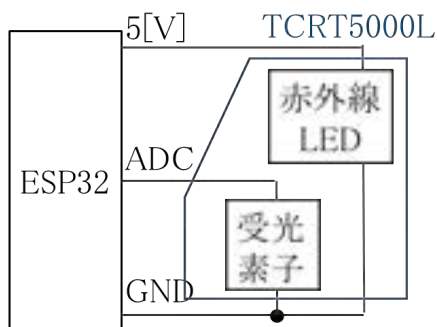 5[V]
TCRT5000L
赤外線
LED
ADC
ESP32
受光
素子
GND